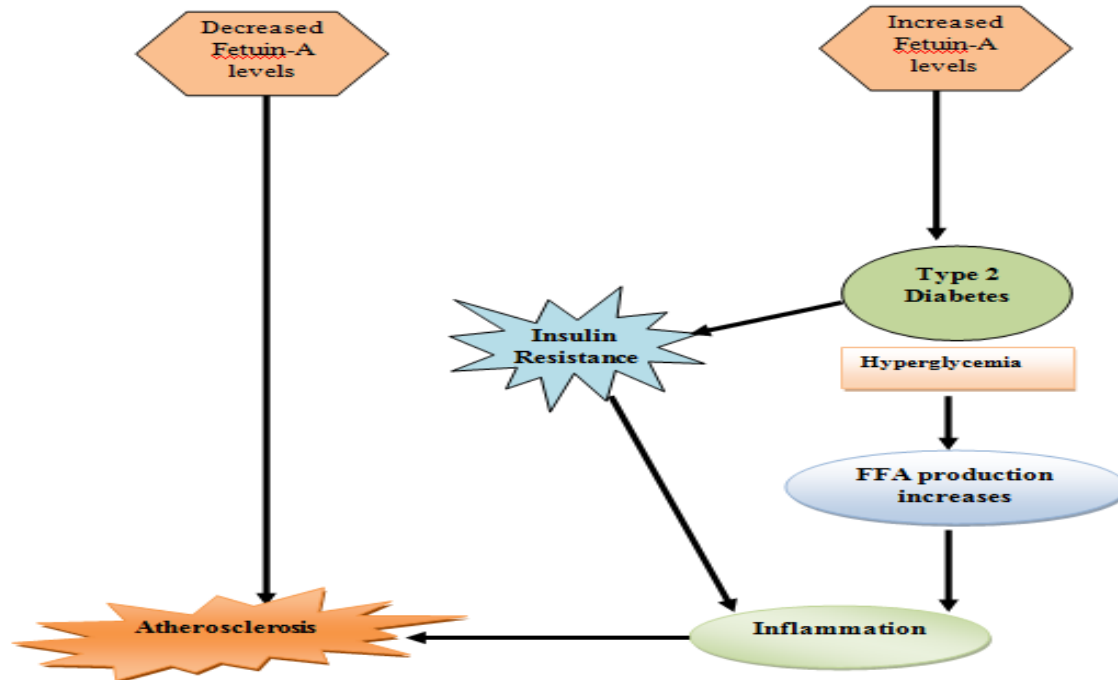 Decreased
Fetuin-A
levels
Increased
Fetuin-A
levels
Type 2
Diabetes
Insulin
Resistance
Hyperglycemia
FFA production
increases
Atherosclerosis
Inflammation